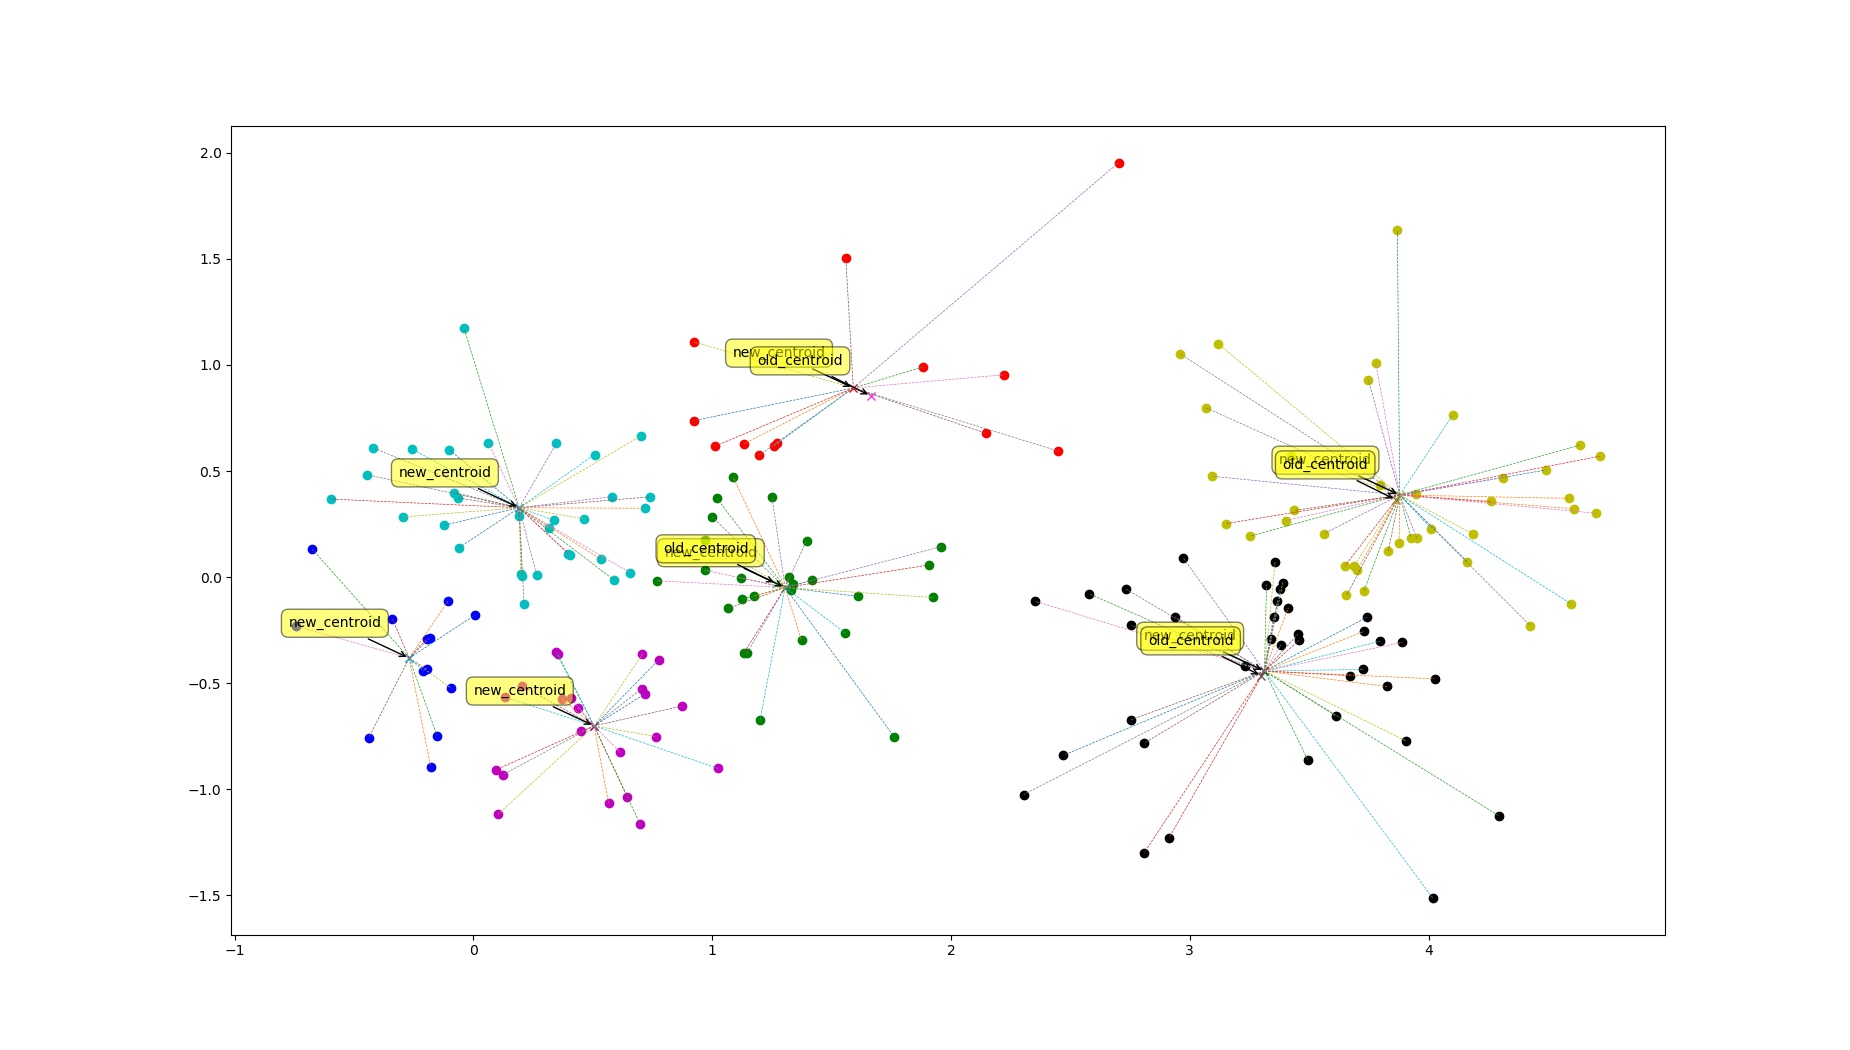 2.0
1.5
1.0
0.5
0.0
−0.5
−1.0
−1.5
new_centroid
old_centroid
new_centroid
old_centroid
new_centroid
old_centroid
new_centroid
new_centroid
new_centroid
old_centroid
new_centroid
−1 0 1 2 3 4